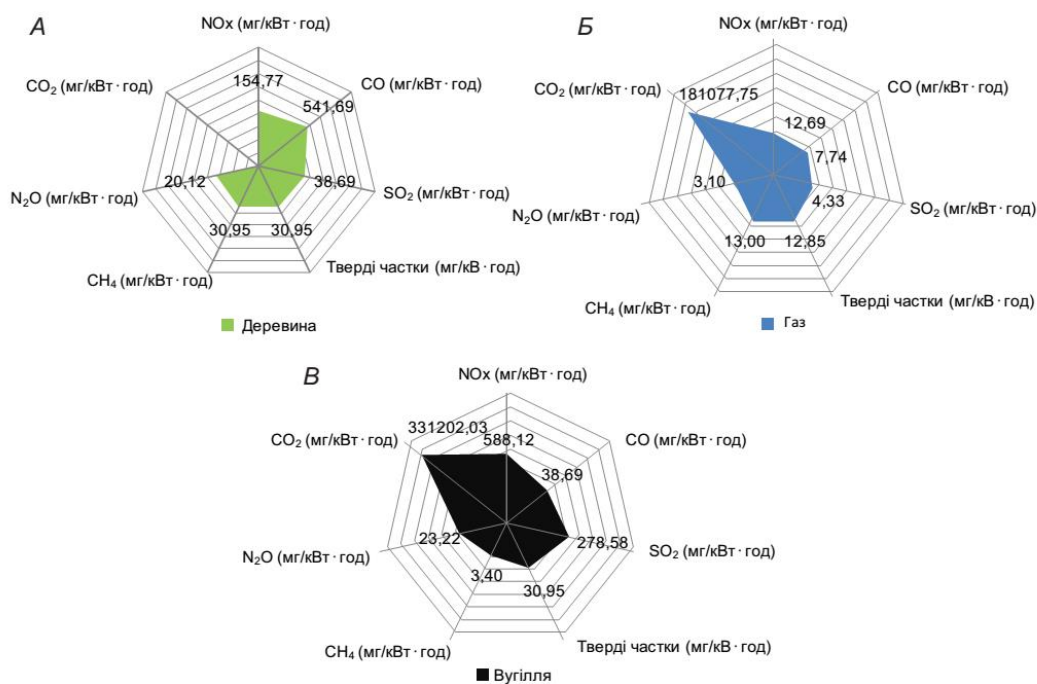 А
NOx (мг/кВт · год)
CO (мг/кВт · год)
SO₂ (мг/кВт · год)
Тверді частки (мг/кВ · год)
CH₄ (мг/кВт · год)
N₂O (мг/кВт · год)
CO₂ (мг/кВт · год)
154,77
541,69
38,69
30,95
30,95
20,12
Деревина
Б
NOx (мг/кВт · год)
CO (мг/кВт · год)
SO₂ (мг/кВт · год)
Тверді частки (мг/кВ · год)
CH₄ (мг/кВт · год)
N₂O (мг/кВт · год)
CO₂ (мг/кВт · год)
181077,75
12,69
7,74
4,33
12,85
13,00
3,10
Газ
В
NOx (мг/кВт · год)
CO (мг/кВт · год)
SO₂ (мг/кВт · год)
Тверді частки (мг/кВ · год)
CH₄ (мг/кВт · год)
N₂O (мг/кВт · год)
CO₂ (мг/кВт · год)
331202,03
588,12
38,69
278,58
30,95
3,40
23,22
Вугілля